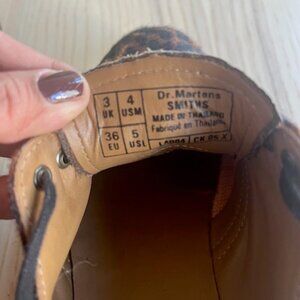 3 UK
4 USM
36 EU
5 USL
Dr. Martens
SMITHS
MADE IN THAILAND
Fabriqué en Thaïlande